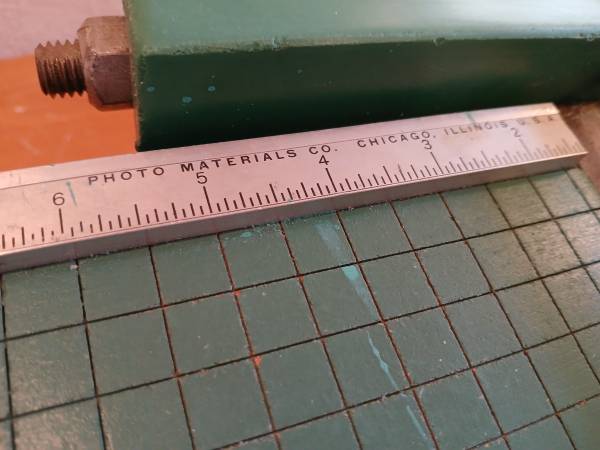 PHOTO MATERIALS CO. CHICAGO, ILLINOIS U.S.A
6 5 4 3 2